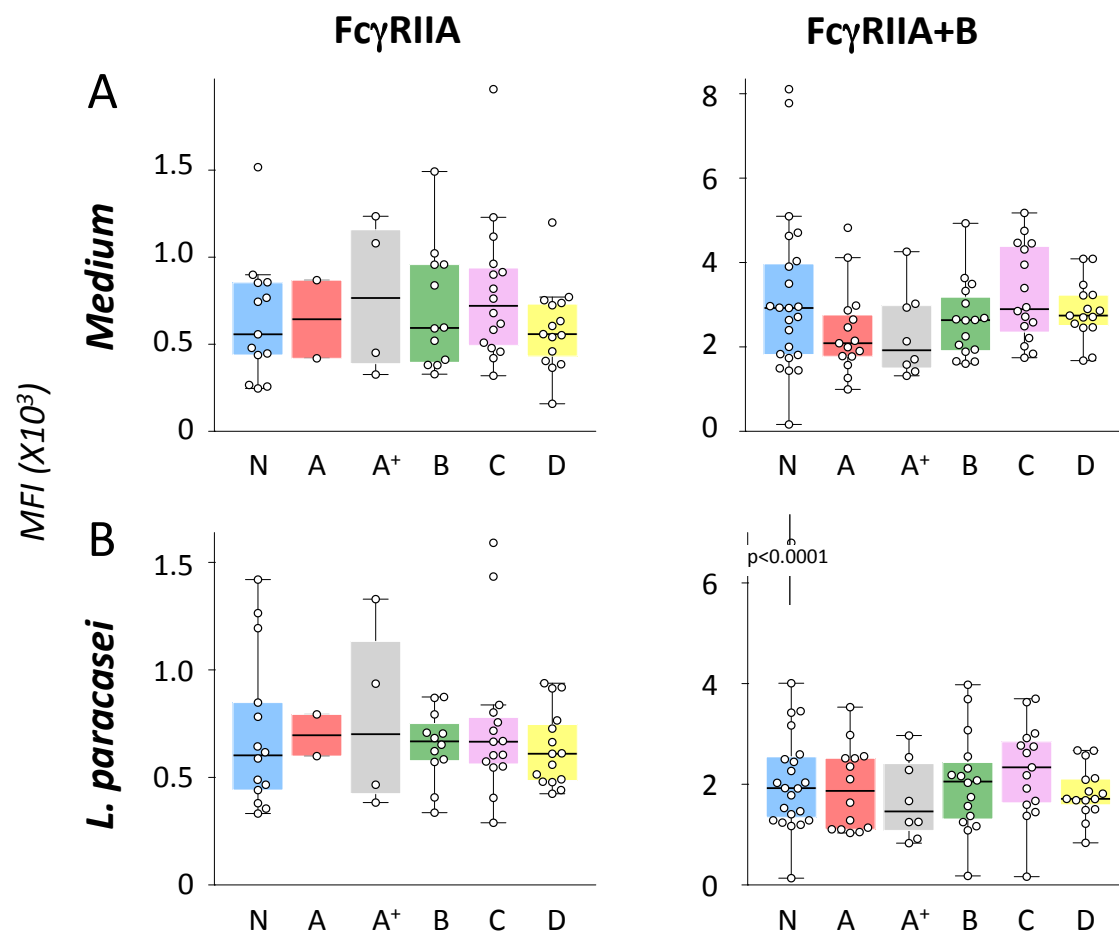 FcγRIIA
FcγRIIA+B
A
Medium
1.5
1.0
0.5
0
N A A⁺ B C D
8
6
4
2
0
N A A⁺ B C D
MFI (X10³)
B
L. paracasei
1.5
1.0
0.5
0
N A A⁺ B C D
p<0.0001
6
4
2
0
N A A⁺ B C D